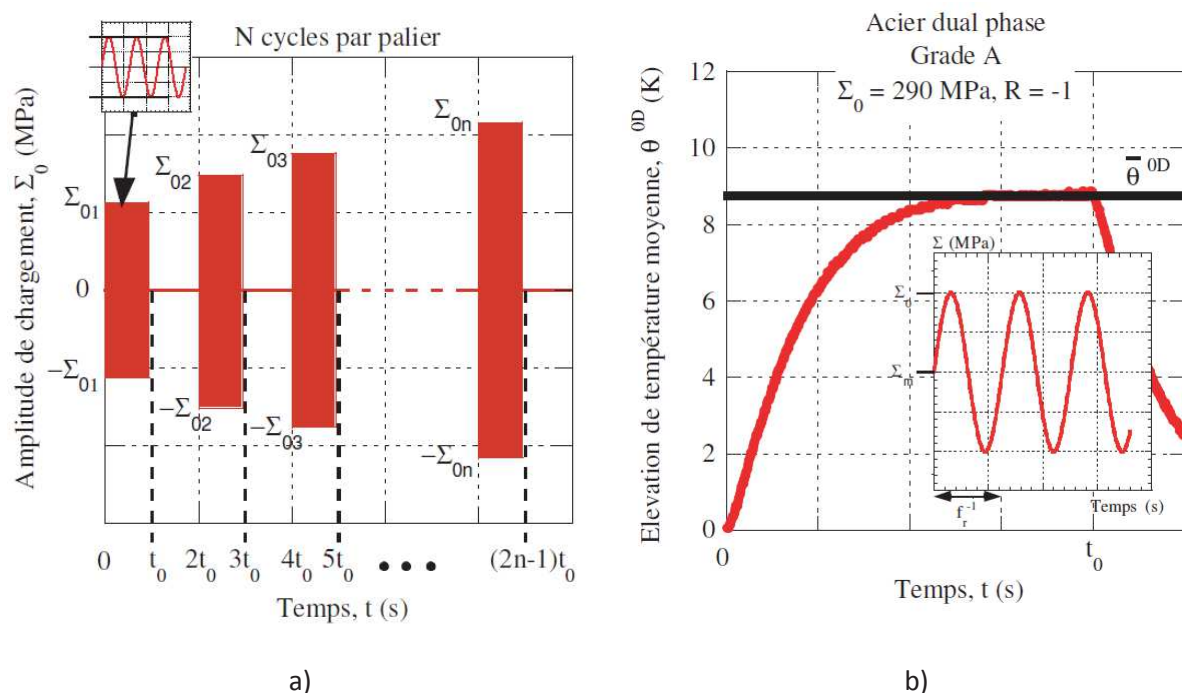 N cycles par palier
Amplitude de chargement, Σ0 (MPa)
Σ01
Σ02
Σ03
Σ0n
0
−Σ01
−Σ02
−Σ03
−Σ0n
0 t0 2t0 3t0 4t0 5t0 ••• (2n-1)t0
Temps, t (s)
a)
Acier dual phase
Grade A
Σ0 = 290 MPa, R = -1
Elevation de température moyenne, θ 0D (K)
12
10
8
6
4
2
0
θ̄ 0D
Σ (MPa)
Σ0
Σm
Temps (s)
fr-1
0 t0
Temps, t (s)
b)